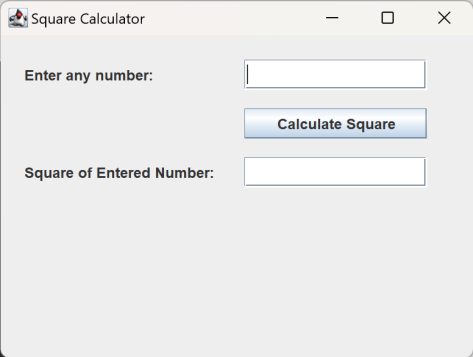 Square Calculator
Enter any number:
Calculate Square
Square of Entered Number: